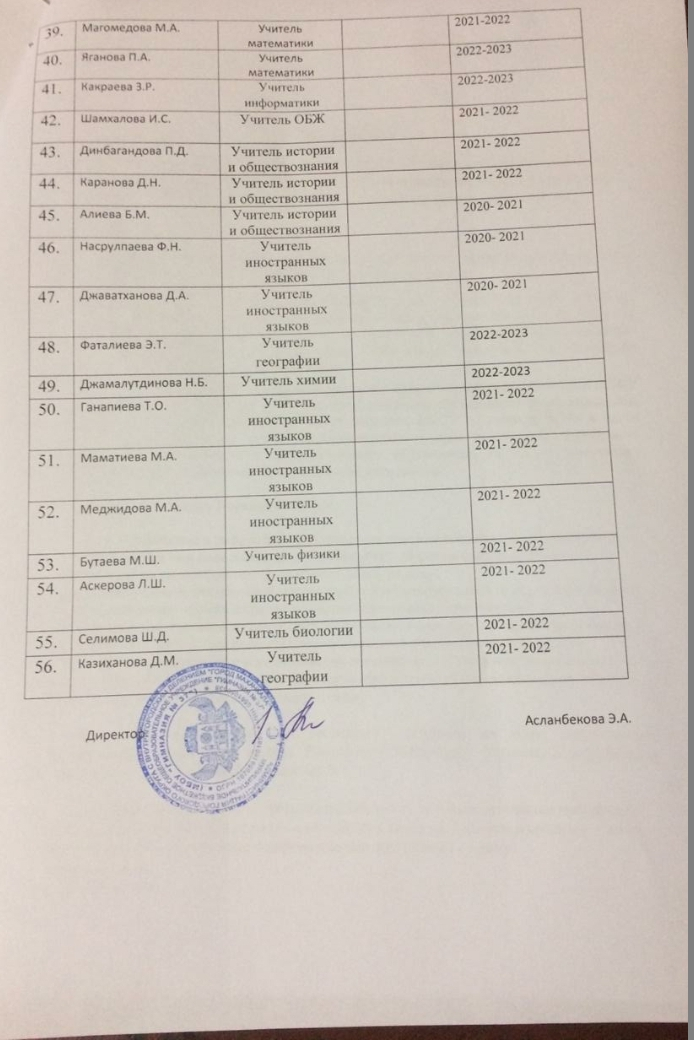 39. Магомедова М.А. Учитель 2021-2022
математики
40. Яганова П.А. Учитель 2022-2023
математики
41. Какраева З.Р. Учитель 2022-2023
информатики
42. Шамхалова И.С. Учитель ОБЖ 2021- 2022
43. Динбагандова П.Д. Учитель истории 2021- 2022
и обществознания
44. Каранова Д.Н. Учитель истории 2021- 2022
и обществознания
45. Алиева Б.М. Учитель истории 2020- 2021
и обществознания
46. Насрулпаева Ф.Н. Учитель 2020- 2021
иностранных
языков
47. Джаватханова Д.А. Учитель 2020- 2021
иностранных
языков
48. Фаталиева Э.Т. Учитель 2022-2023
географии
49. Джамалутдинова Н.Б. Учитель химии 2022-2023
50. Ганапиева Т.О. Учитель 2021- 2022
иностранных
языков
51. Маматиева М.А. Учитель 2021- 2022
иностранных
языков
52. Меджидова М.А. Учитель 2021- 2022
иностранных
языков
53. Бутаева М.Ш. Учитель физики 2021- 2022
54. Аскерова Л.Ш. Учитель 2021- 2022
иностранных
языков
55. Селимова Ш.Д. Учитель биологии 2021- 2022
56. Казиханова Д.М. Учитель 2021- 2022
географии
Директор Асланбекова Э.А.